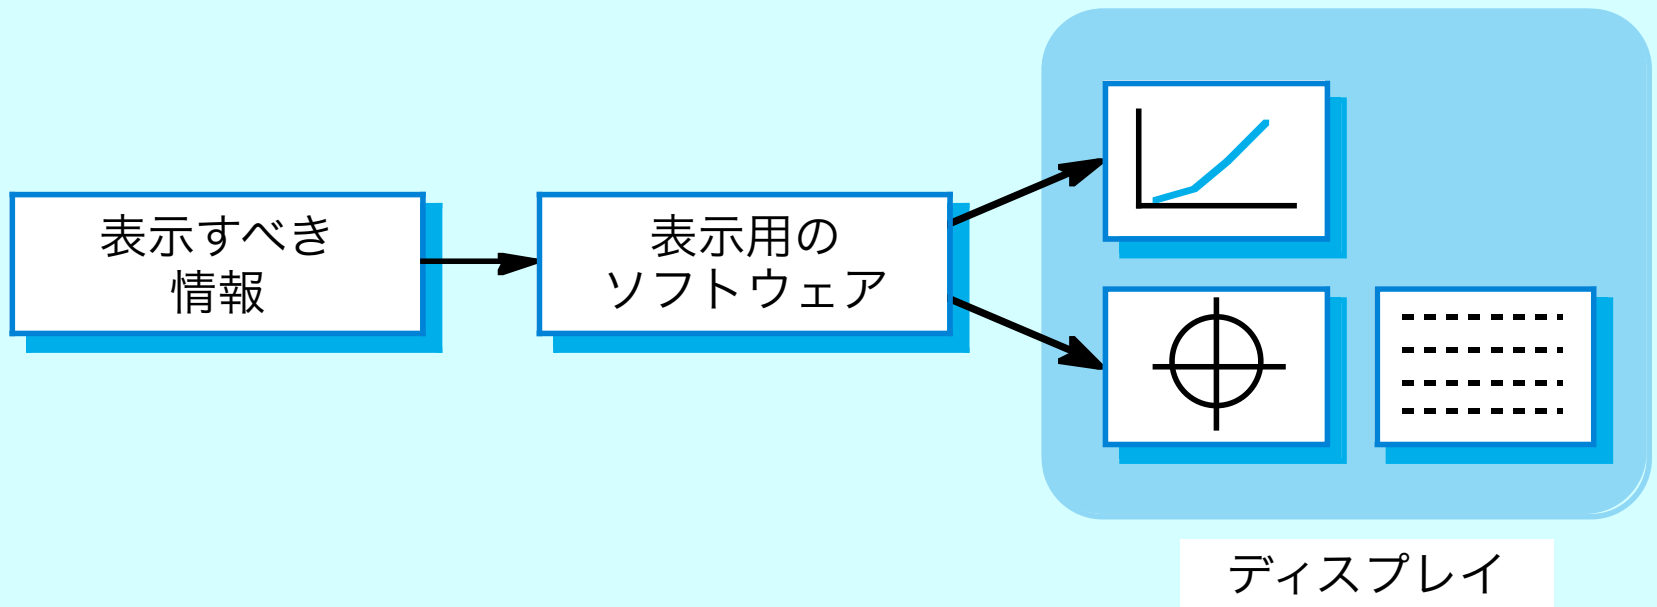 表示すべき
情報
表示用の
ソフトウェア
ディスプレイ